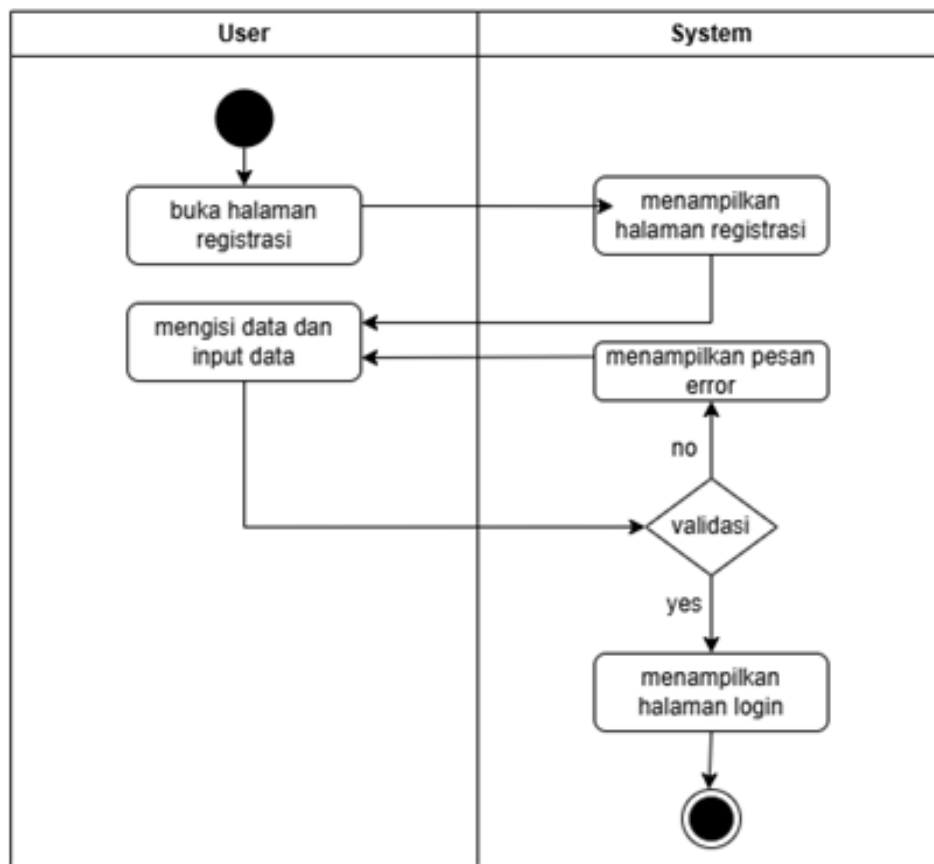 User
System
buka halaman
registrasi
menampilkan
halaman registrasi
mengisi data dan
input data
menampilkan pesan
error
no
validasi
yes
menampilkan
halaman login